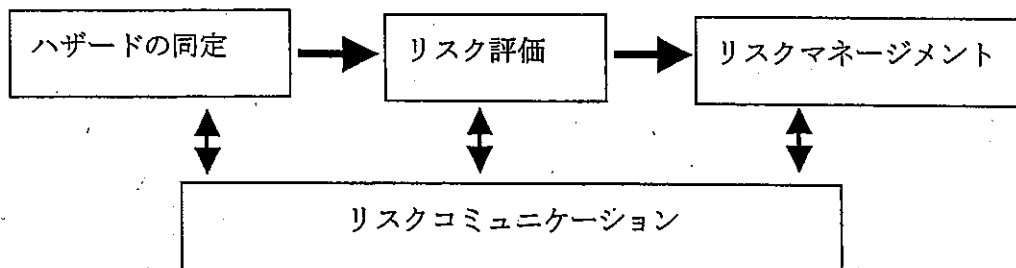 ハザードの同定
リスク評価
リスクマネージメント
リスクコミュニケーション